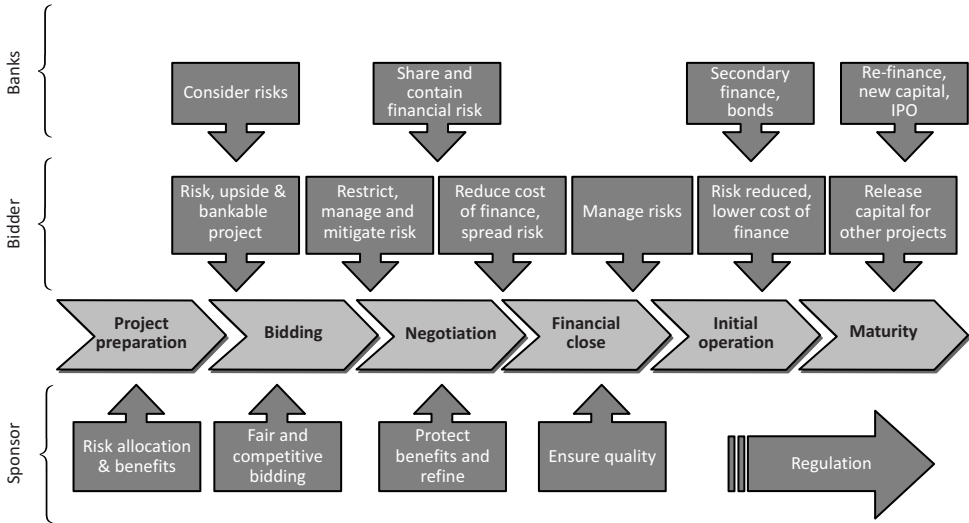 Banks
Consider risks
Share and
contain
financial risk
Secondary
finance,
bonds
Re-finance,
new capital,
IPO
Bidder
Risk, upside &
bankable
project
Restrict,
manage and
mitigate risk
Reduce cost
of finance,
spread risk
Manage risks
Risk reduced,
lower cost of
finance
Release
capital for
other projects
Project
preparation
Bidding
Negotiation
Financial
close
Initial
operation
Maturity
Sponsor
Risk allocation
& benefits
Fair and
competitive
bidding
Protect
benefits and
refine
Ensure quality
Regulation